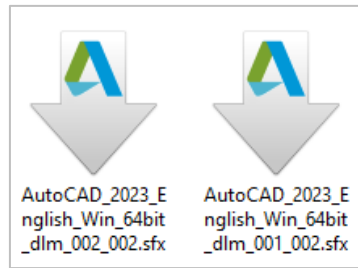 AutoCAD_2023_E
nglish_Win_64bit
_dlm_002_002.sfx
AutoCAD_2023_E
nglish_Win_64bit
_dlm_001_002.sfx